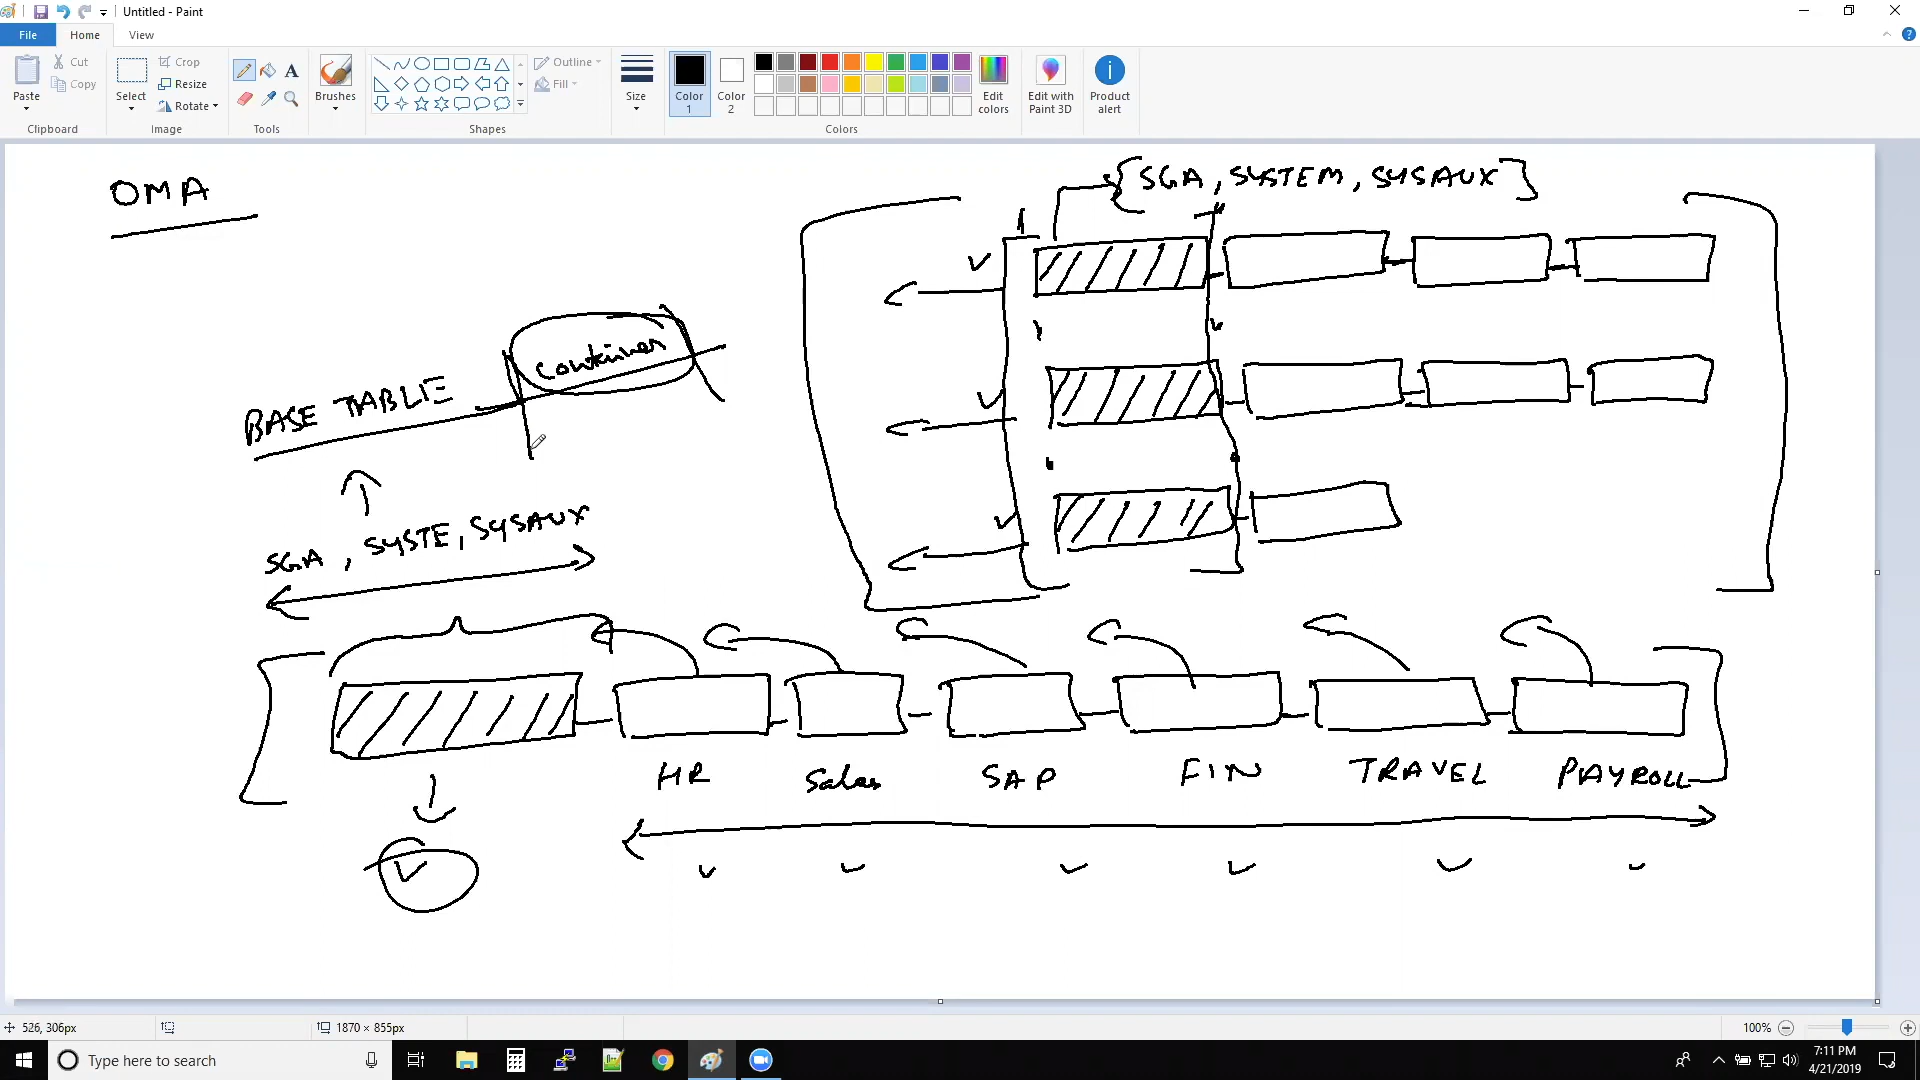 Untitled - Paint
File
Home
View
Paste
Cut
Copy
Clipboard
Select
Crop
Resize
Rotate
Image
Tools
Brushes
Shapes
Outline
Fill
Size
Color 1
Color 2
Edit colors
Colors
Edit with Paint 3D
Product alert
OMA
{SGA, SYSTEM, SYSAUX}
container
BASE TABLE
SGA, SYSTE, SYSAUX
HR
Sales
SAP
FIN
TRAVEL
PAYROLL
526, 306px
1870 × 855px
100%
Type here to search
7:11 PM
4/21/2019